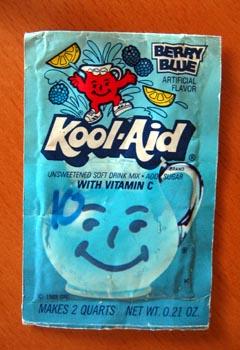 BERRY
BLUE
ARTIFICIAL
FLAVOR
Kool-Aid®
BRAND
UNSWEETENED SOFT DRINK MIX • ADD SUGAR
WITH VITAMIN C
10
MAKES 2 QUARTS NET WT. 0.21 OZ.